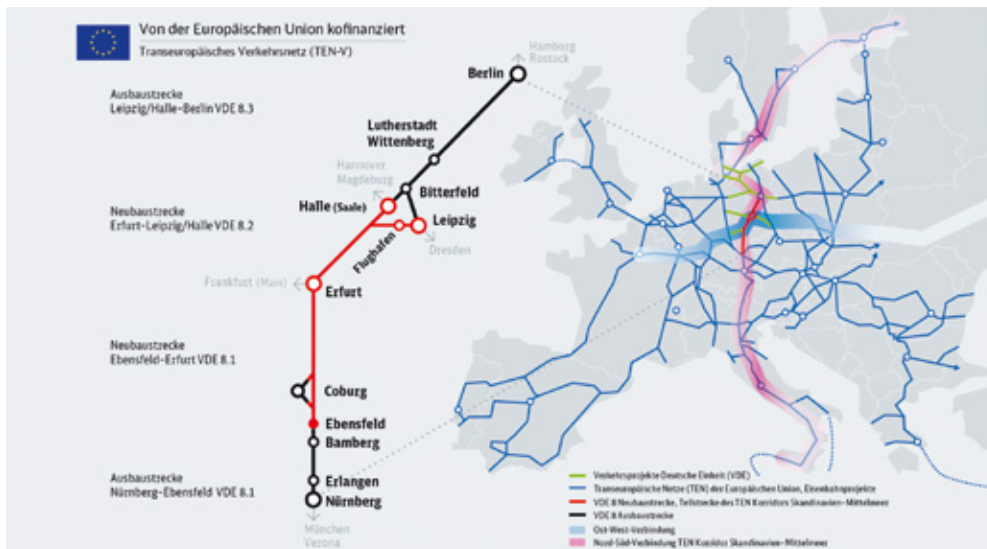 Von der Europäischen Union kofinanziert
Transeuropäisches Verkehrsnetz (TEN-V)
Hamburg
Rostock
Berlin
Ausbaustrecke
Leipzig/Halle-Berlin VDE 8.3
Lutherstadt
Wittenberg
Hannover
Magdeburg
Bitterfeld
Halle (Saale)
Leipzig
Neubaustrecke
Erfurt-Leipzig/Halle VDE 8.2
Flughafen
Dresden
Frankfurt (Main)
Erfurt
Neubaustrecke
Ebensfeld-Erfurt VDE 8.1
Coburg
Ebensfeld
Bamberg
Ausbaustrecke
Nürnberg-Ebensfeld VDE 8.1
Erlangen
Nürnberg
München
Verona
Verkehrsprojekte Deutsche Einheit (VDE)
Transeuropäische Netze (TEN) der Europäischen Union, Eisenbahnprojekte
VDE 8 Neubaustrecke, Teilstrecke des TEN Korridors Skandinavien- Mittelmeer
VDE 8 Ausbaustrecke
Ost-West-Verbindung
Nord-Süd-Verbindung TEN Korridor Skandinavien- Mittelmeer